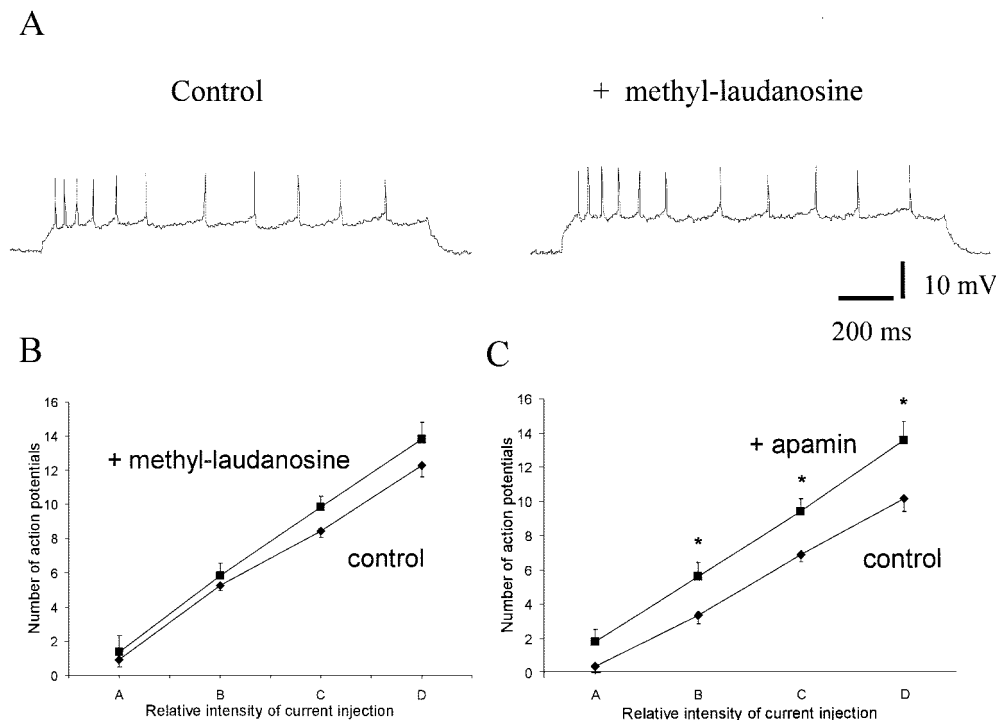 A
Control
+ methyl-laudanosine
10 mV
200 ms
B
16
14
12
10
8
6
4
2
0
Number of action potentials
+ methyl-laudanosine
control
A B C D
Relative intensity of current injection
C
16
14
12
10
8
6
4
2
0
Number of action potentials
*
*
*
+ apamin
control
A B C D
Relative intensity of current injection